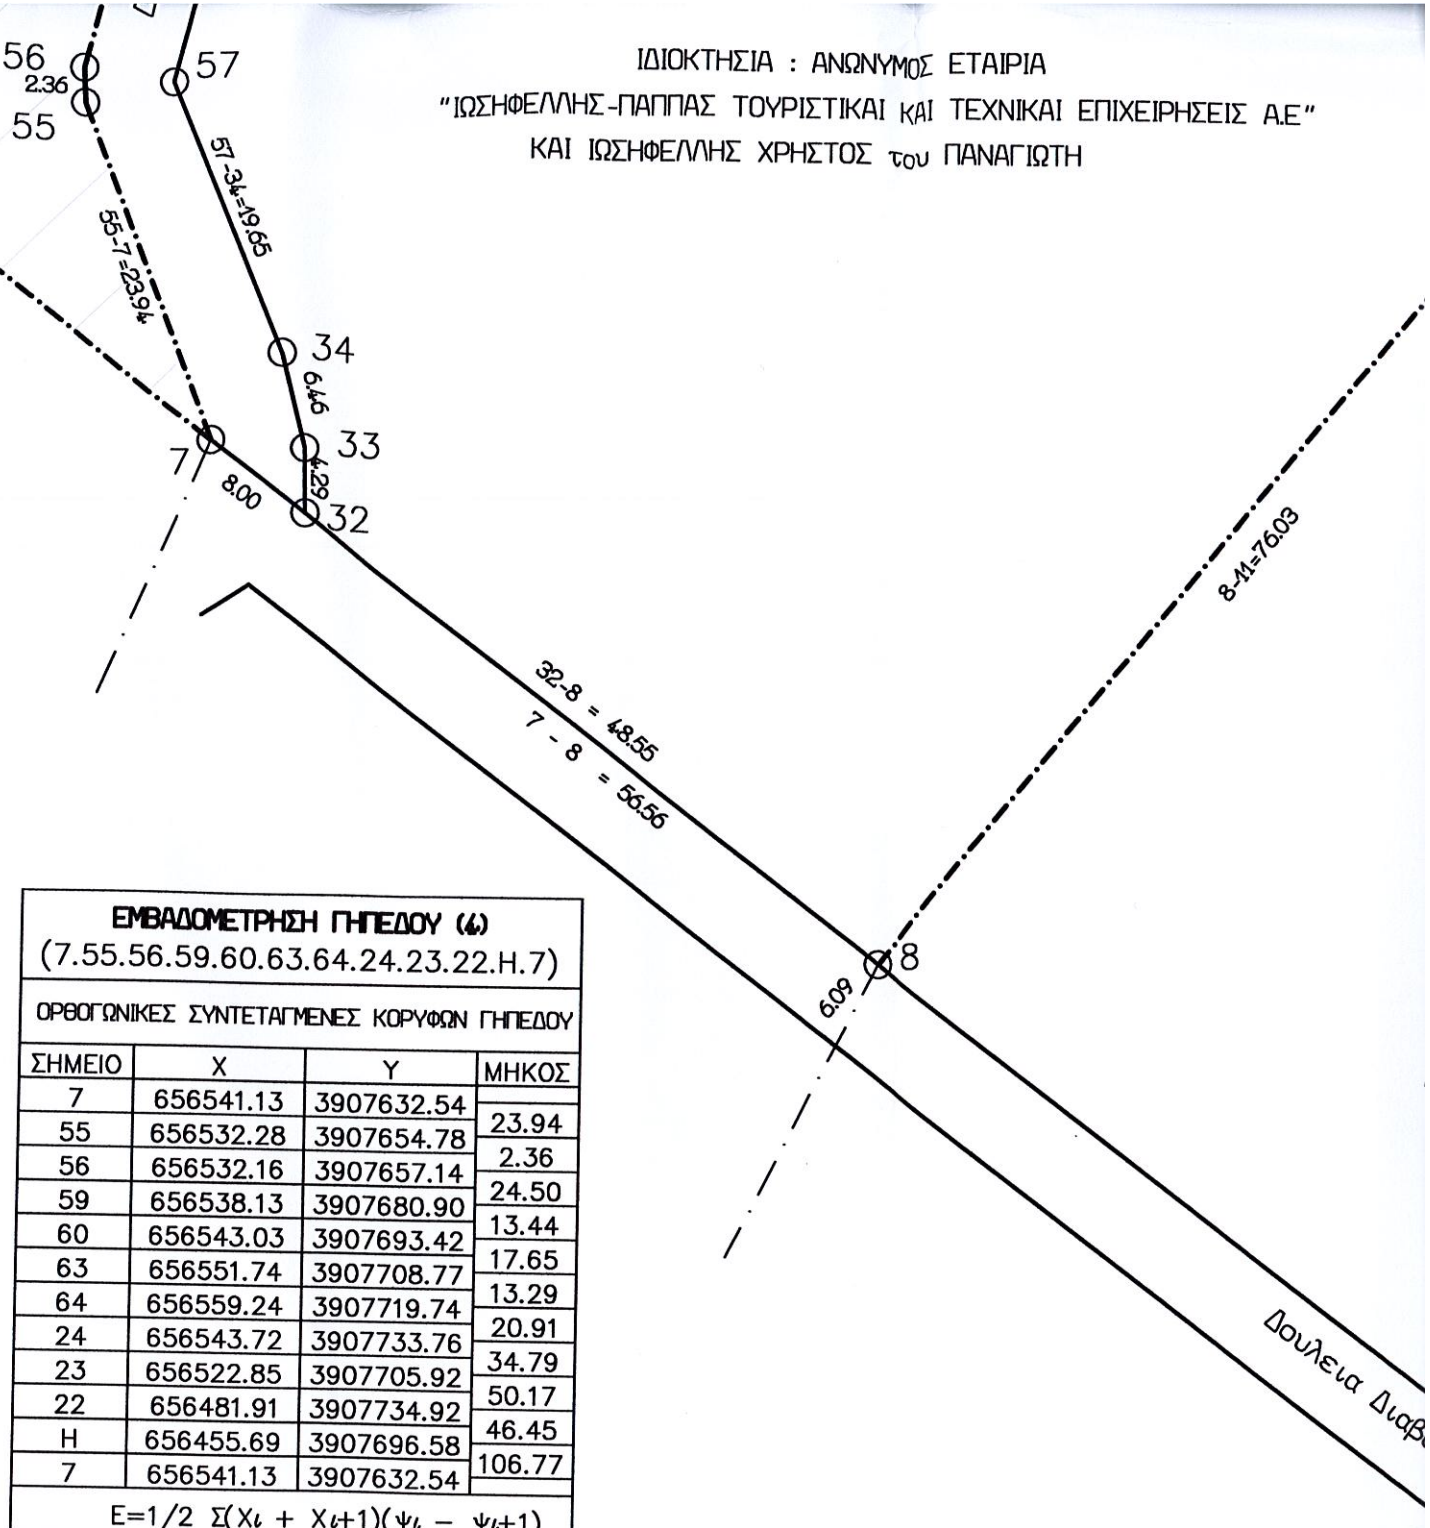 ΙΔΙΟΚΤΗΣΙΑ : ΑΝΩΝΥΜΟΣ ΕΤΑΙΡΙΑ
"ΙΩΣΗΦΕΛΛΗΣ-ΠΑΠΠΑΣ ΤΟΥΡΙΣΤΙΚΑΙ ΚΑΙ ΤΕΧΝΙΚΑΙ ΕΠΙΧΕΙΡΗΣΕΙΣ Α.Ε"
ΚΑΙ ΙΩΣΗΦΕΛΛΗΣ ΧΡΗΣΤΟΣ του ΠΑΝΑΓΙΩΤΗ
56
2.36
55
57
57-34=19.65
55-7=23.94
34
6.46
33
4.29
7
8.00
32
32-8 = 48.55
7 - 8 = 56.56
8-11=76.03
8
6.09
Δουλεια
ΕΜΒΑΔΟΜΕΤΡΗΣΗ ΓΗΠΕΔΟΥ (4)
(7.55.56.59.60.63.64.24.23.22.Η.7)
ΟΡΘΟΓΩΝΙΚΕΣ ΣΥΝΤΕΤΑΓΜΕΝΕΣ ΚΟΡΥΦΩΝ ΓΗΠΕΔΟΥ
ΣΗΜΕΙΟ Χ Υ ΜΗΚΟΣ
7 656541.13 3907632.54
23.94
55 656532.28 3907654.78
2.36
56 656532.16 3907657.14
24.50
59 656538.13 3907680.90
13.44
60 656543.03 3907693.42
17.65
63 656551.74 3907708.77
13.29
64 656559.24 3907719.74
20.91
24 656543.72 3907733.76
34.79
23 656522.85 3907705.92
50.17
22 656481.91 3907734.92
46.45
Η 656455.69 3907696.58
106.77
7 656541.13 3907632.54
Ε=1/2 Σ(Χι + Χι+1)(ψι - ψι+1)